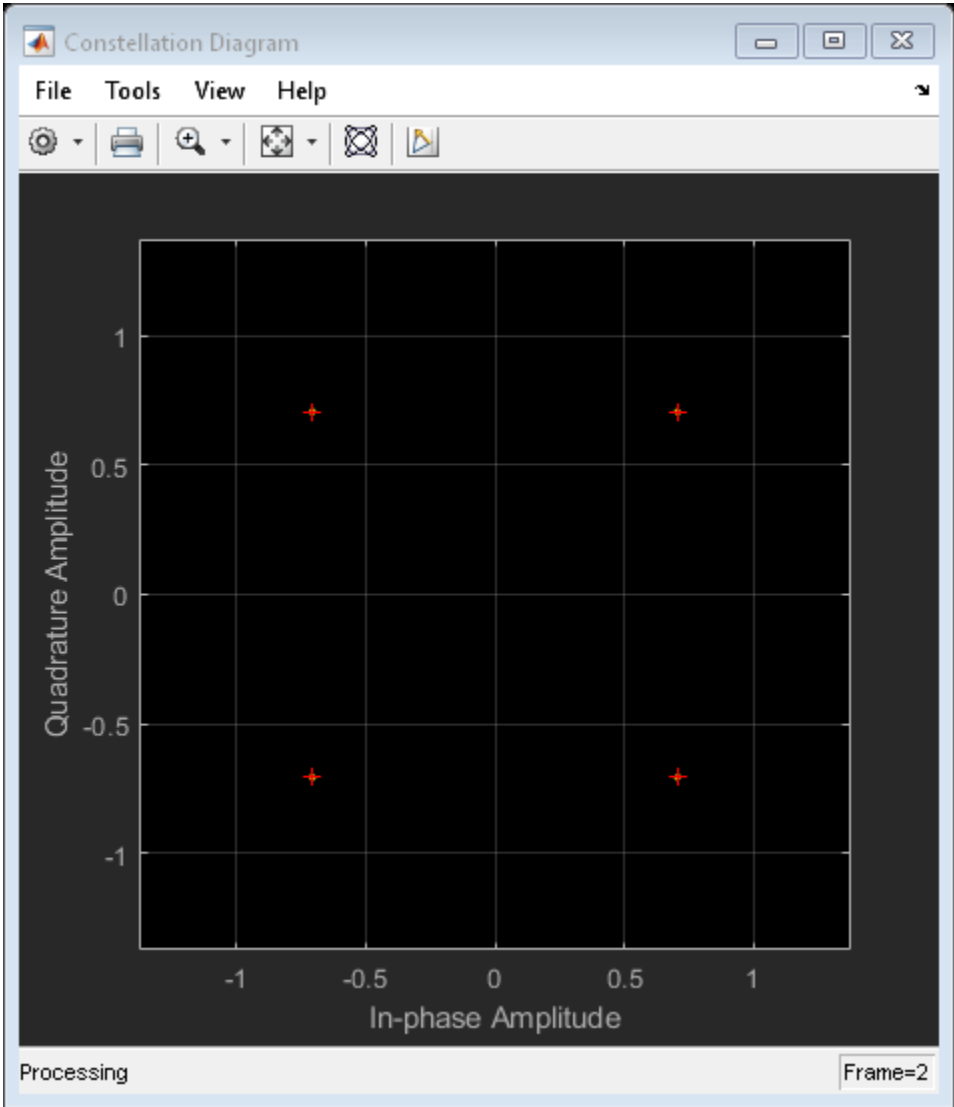 Constellation Diagram
File Tools View Help
1
0.5
0
-0.5
-1
Quadrature Amplitude
-1 -0.5 0 0.5 1
In-phase Amplitude
Processing Frame=2